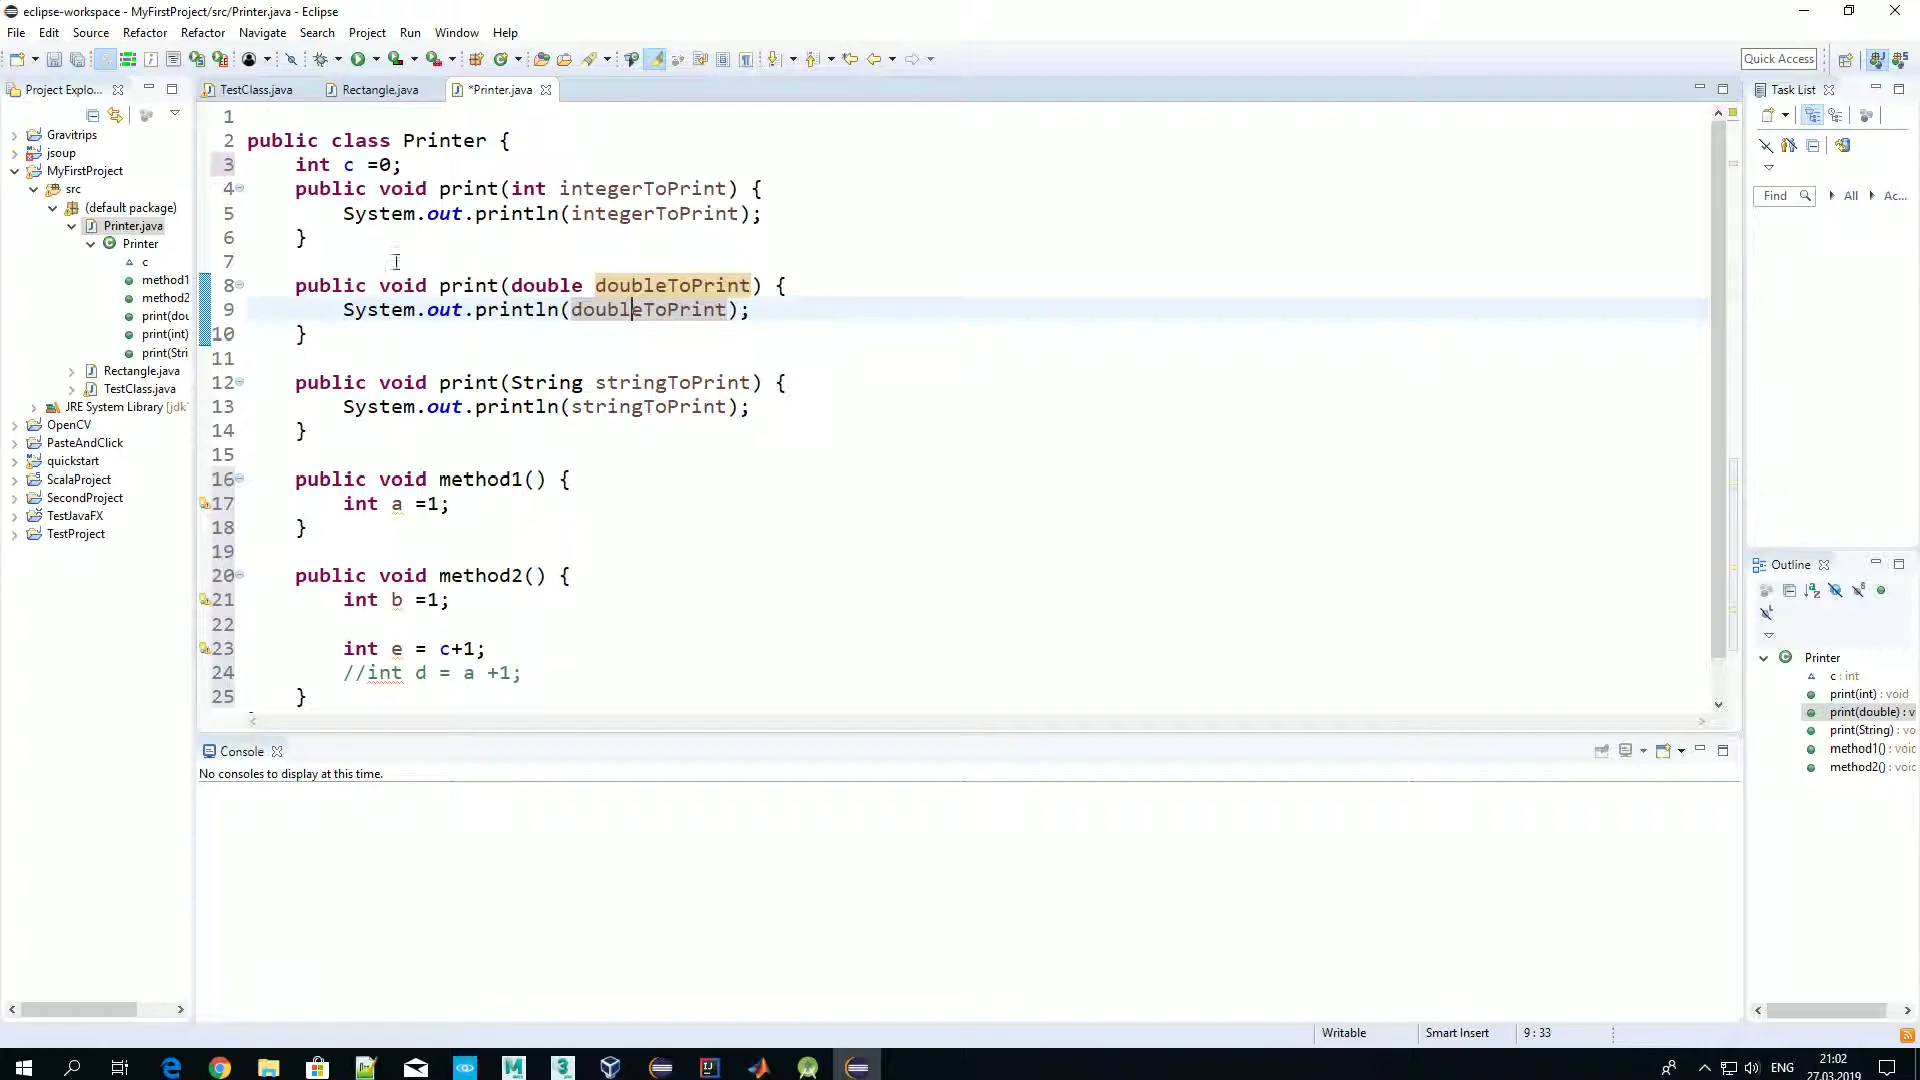 eclipse-workspace - MyFirstProject/src/Printer.java - Eclipse
File Edit Source Refactor Refactor Navigate Search Project Run Window Help
Quick Access
Project Explo...
TestClass.java
Rectangle.java
*Printer.java
Task List
Gravitrips
jsoup
MyFirstProject
src
(default package)
Printer.java
Printer
c
method1
method2
print(dou
print(int)
print(Stri
Rectangle.java
TestClass.java
JRE System Library [jdk
OpenCV
PasteAndClick
quickstart
ScalaProject
SecondProject
TestJavaFX
TestProject
1
2 public class Printer {
3 int c =0;
4 public void print(int integerToPrint) {
5 System.out.println(integerToPrint);
6 }
7
8 public void print(double doubleToPrint) {
9 System.out.println(doubleToPrint);
10 }
11
12 public void print(String stringToPrint) {
13 System.out.println(stringToPrint);
14 }
15
16 public void method1() {
17 int a =1;
18 }
19
20 public void method2() {
21 int b =1;
22
23 int e = c+1;
24 //int d = a +1;
25 }
Find All Ac...
Outline
Printer
c : int
print(int) : void
print(double) : v
print(String) : vo
method1() : voic
method2() : voic
Console
No consoles to display at this time.
Writable Smart Insert 9 : 33
ENG
21:02
27.03.2019